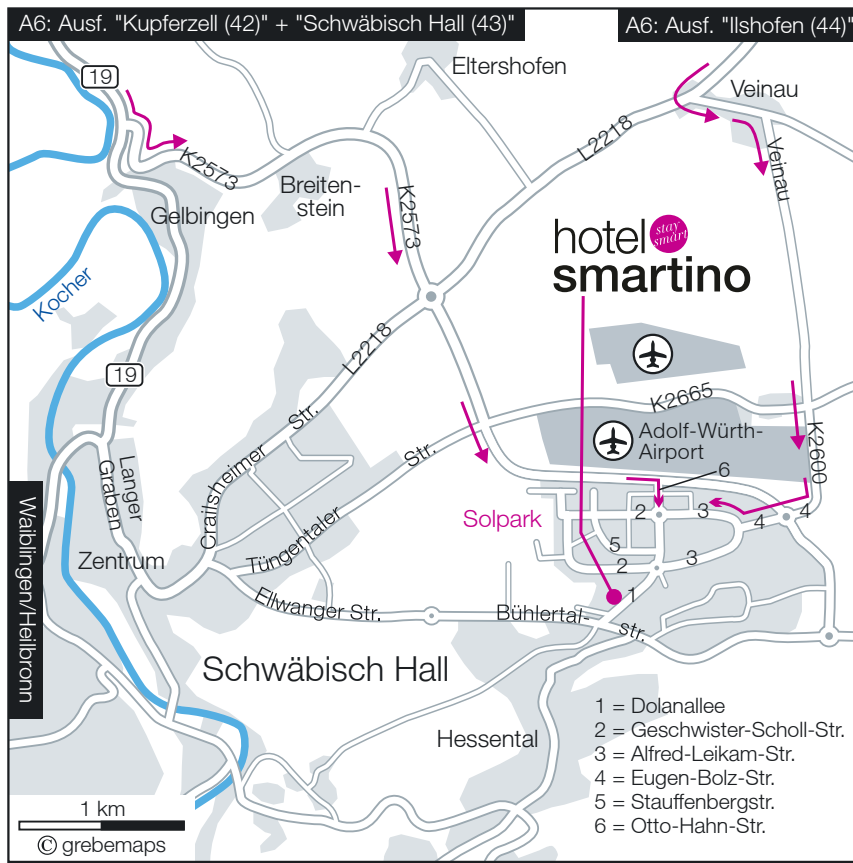 A6: Ausf. "Kupferzell (42)" + "Schwäbisch Hall (43)"
A6: Ausf. "Ilshofen (44)"
19
Eltershofen
Veinau
K2573
L2218
Veinau
Breiten-
stein
K2573
Gelbingen
hotel
stay
smart
smartino
Kocher
L2218
19
K2665
Str.
Adolf-Würth-
Airport
K2600
Str.
6
Langer
Graben
Crailsheimer
Solpark
2
3
4
4
Waiblingen/Heilbronn
Zentrum
Tüngentaler
5
2
3
Ellwanger Str.
1
Bühlertal-
str.
Schwäbisch Hall
Hessental
1 = Dolanallee
2 = Geschwister-Scholl-Str.
3 = Alfred-Leikam-Str.
4 = Eugen-Bolz-Str.
5 = Stauffenbergstr.
6 = Otto-Hahn-Str.
1 km
© grebemaps